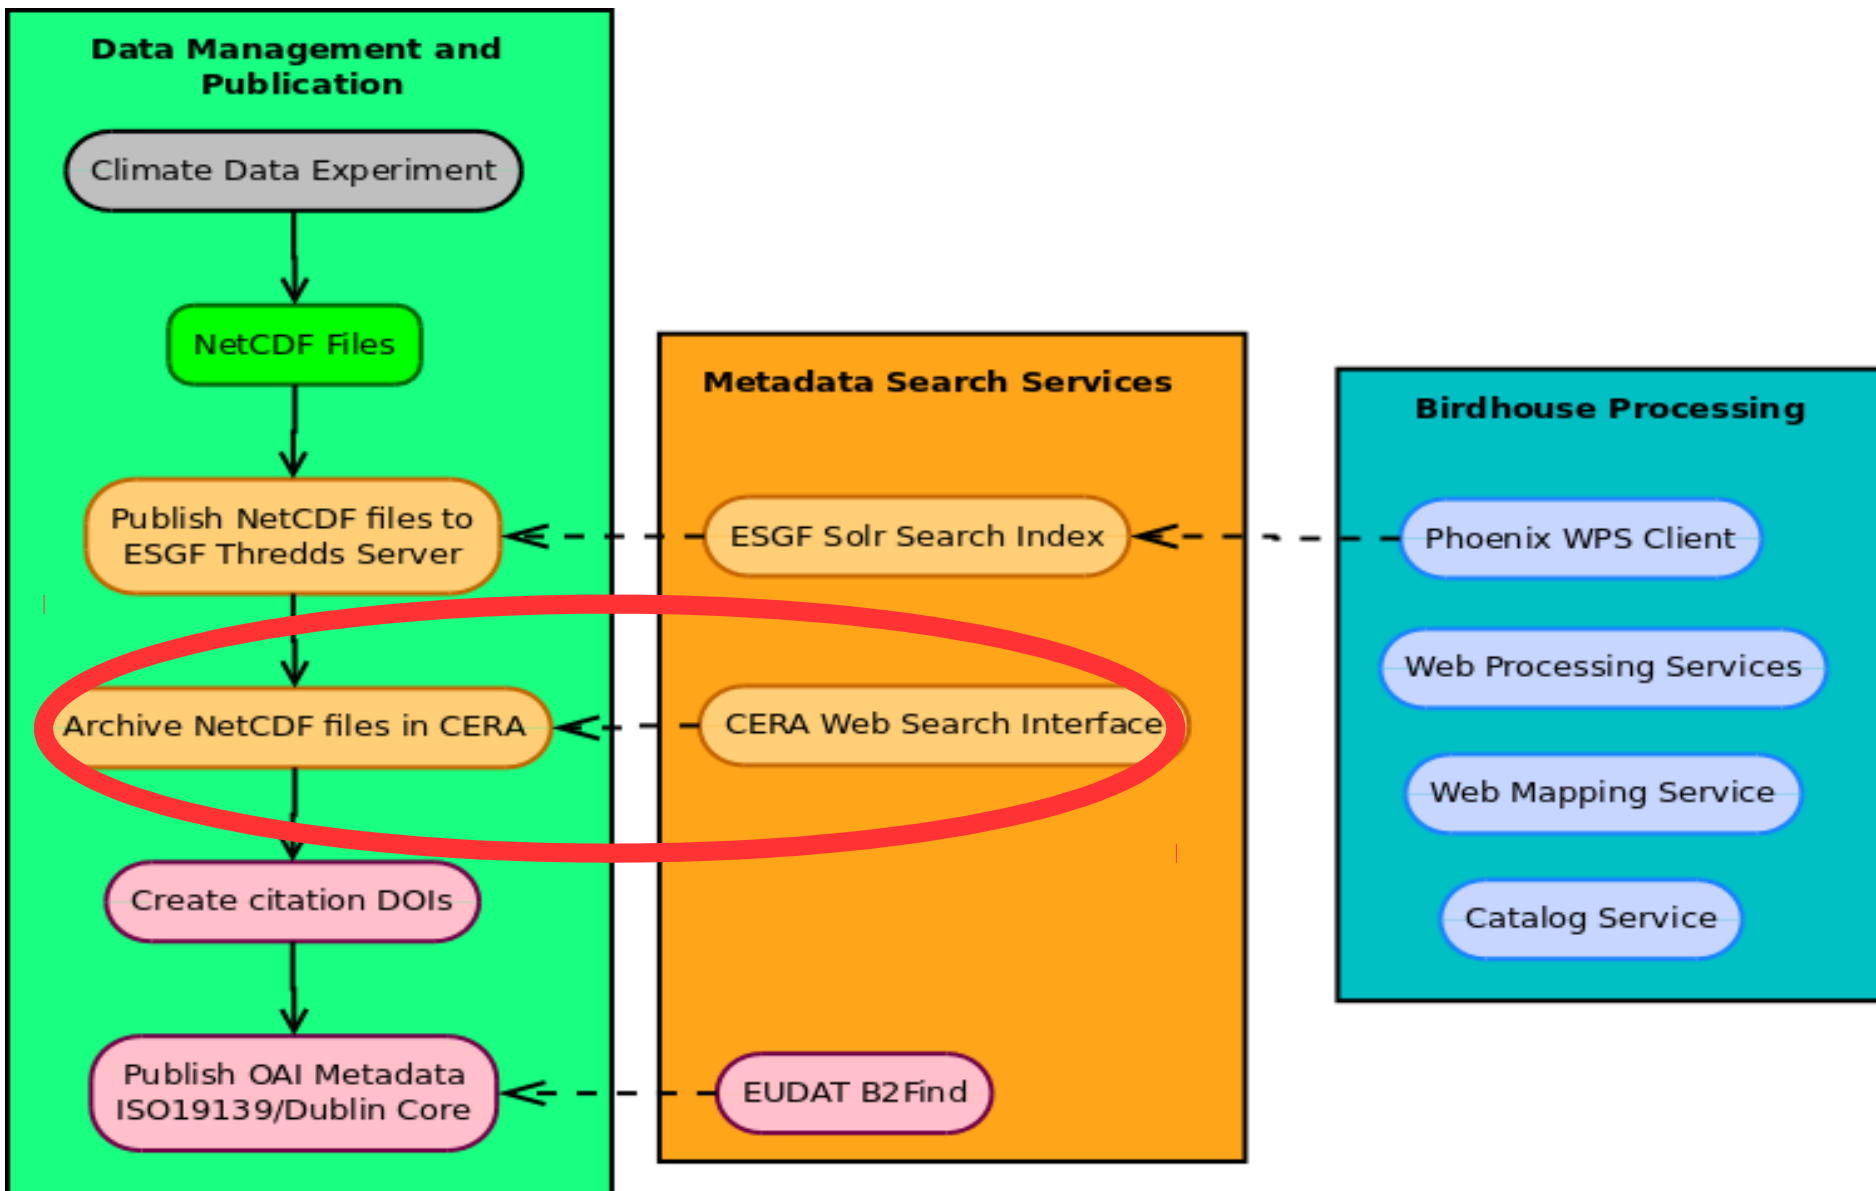 Data Management and
Publication
Climate Data Experiment
NetCDF Files
Publish NetCDF files to
ESGF Thredds Server
Archive NetCDF files in CERA
Create citation DOIs
Publish OAI Metadata
ISO19139/Dublin Core
Metadata Search Services
ESGF Solr Search Index
CERA Web Search Interface
EUDAT B2Find
Birdhouse Processing
Phoenix WPS Client
Web Processing Services
Web Mapping Service
Catalog Service